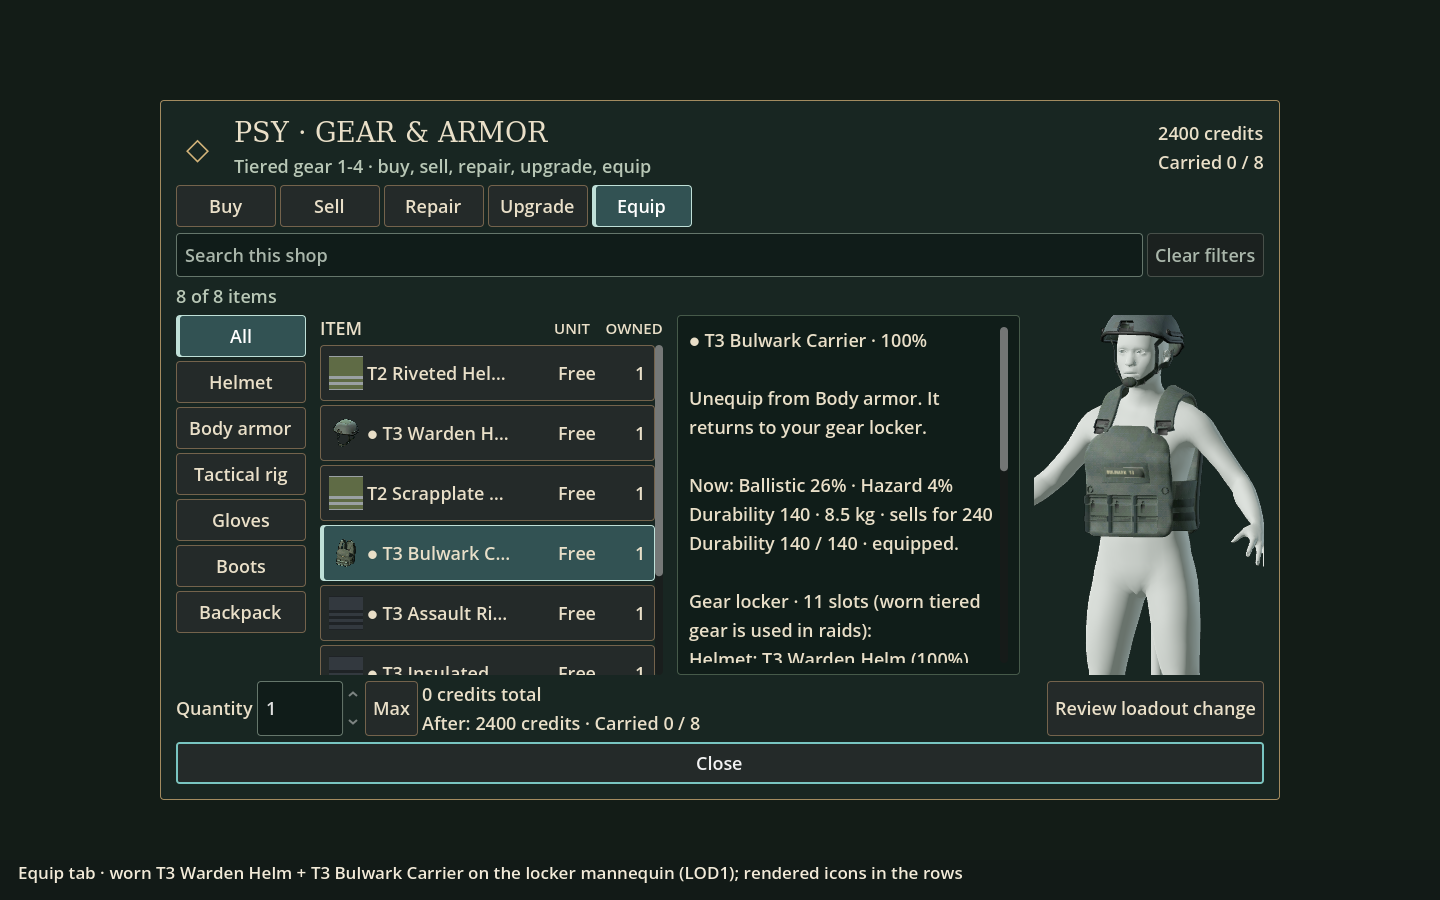 PSY · GEAR & ARMOR
Tiered gear 1-4 · buy, sell, repair, upgrade, equip
2400 credits
Carried 0 / 8
Buy
Sell
Repair
Upgrade
Equip
Search this shop
Clear filters
8 of 8 items
All
Helmet
Body armor
Tactical rig
Gloves
Boots
Backpack
ITEM UNIT OWNED
T2 Riveted Hel... Free 1
● T3 Warden H... Free 1
T2 Scrapplate ... Free 1
● T3 Bulwark C... Free 1
● T3 Assault Ri... Free 1
● T3 Insulated Free 1
● T3 Bulwark Carrier · 100%
Unequip from Body armor. It
returns to your gear locker.
Now: Ballistic 26% · Hazard 4%
Durability 140 · 8.5 kg · sells for 240
Durability 140 / 140 · equipped.
Gear locker · 11 slots (worn tiered
gear is used in raids):
Helmet: T3 Warden Helm (100%)
Quantity
1
Max
0 credits total
After: 2400 credits · Carried 0 / 8
Review loadout change
Close
Equip tab · worn T3 Warden Helm + T3 Bulwark Carrier on the locker mannequin (LOD1); rendered icons in the rows